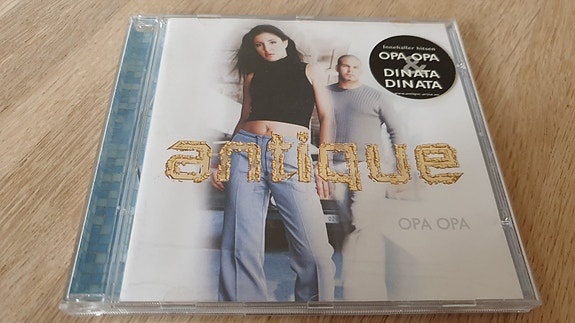 Innehåller hitsen
OPA OPA
&
DINATA
DINATA
antique
OPA OPA